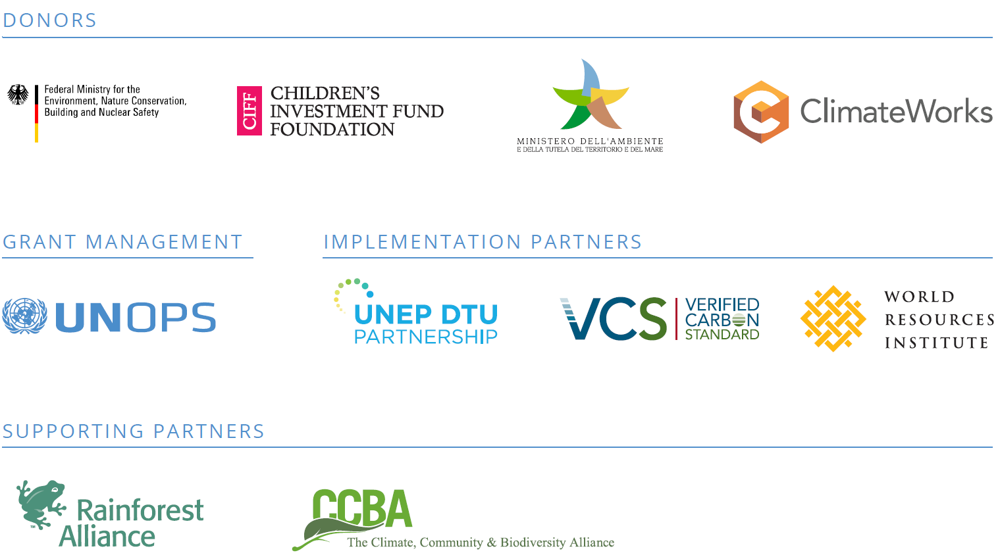 DONORS
Federal Ministry for the
Environment, Nature Conservation,
Building and Nuclear Safety
CIFF
CHILDREN'S
INVESTMENT FUND
FOUNDATION
MINISTERO DELL'AMBIENTE
E DELLA TUTELA DEL TERRITORIO E DEL MARE
ClimateWorks
GRANT MANAGEMENT
IMPLEMENTATION PARTNERS
UNOPS
UNEP DTU
PARTNERSHIP
VCS
VERIFIED
CARBON
STANDARD
WORLD
RESOURCES
INSTITUTE
SUPPORTING PARTNERS
Rainforest
Alliance
TM
CCBA
The Climate, Community & Biodiversity Alliance